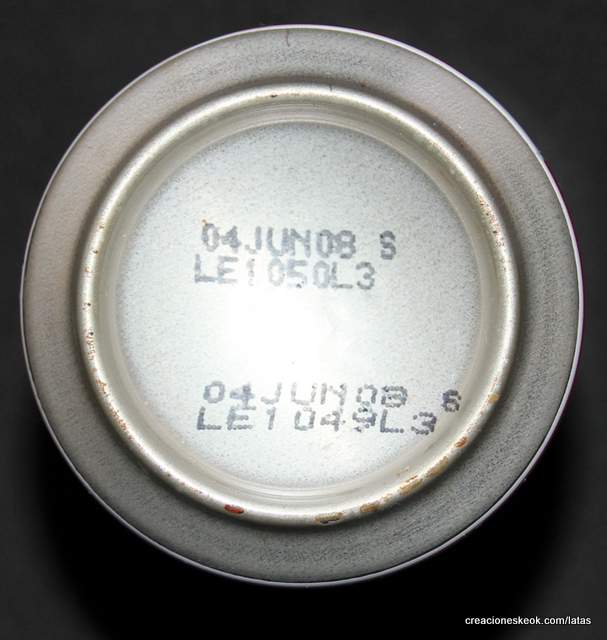 04JUN08 S
LE1050L3
04JUN08 6
LE1049L3
creacioneskeok.com/latas